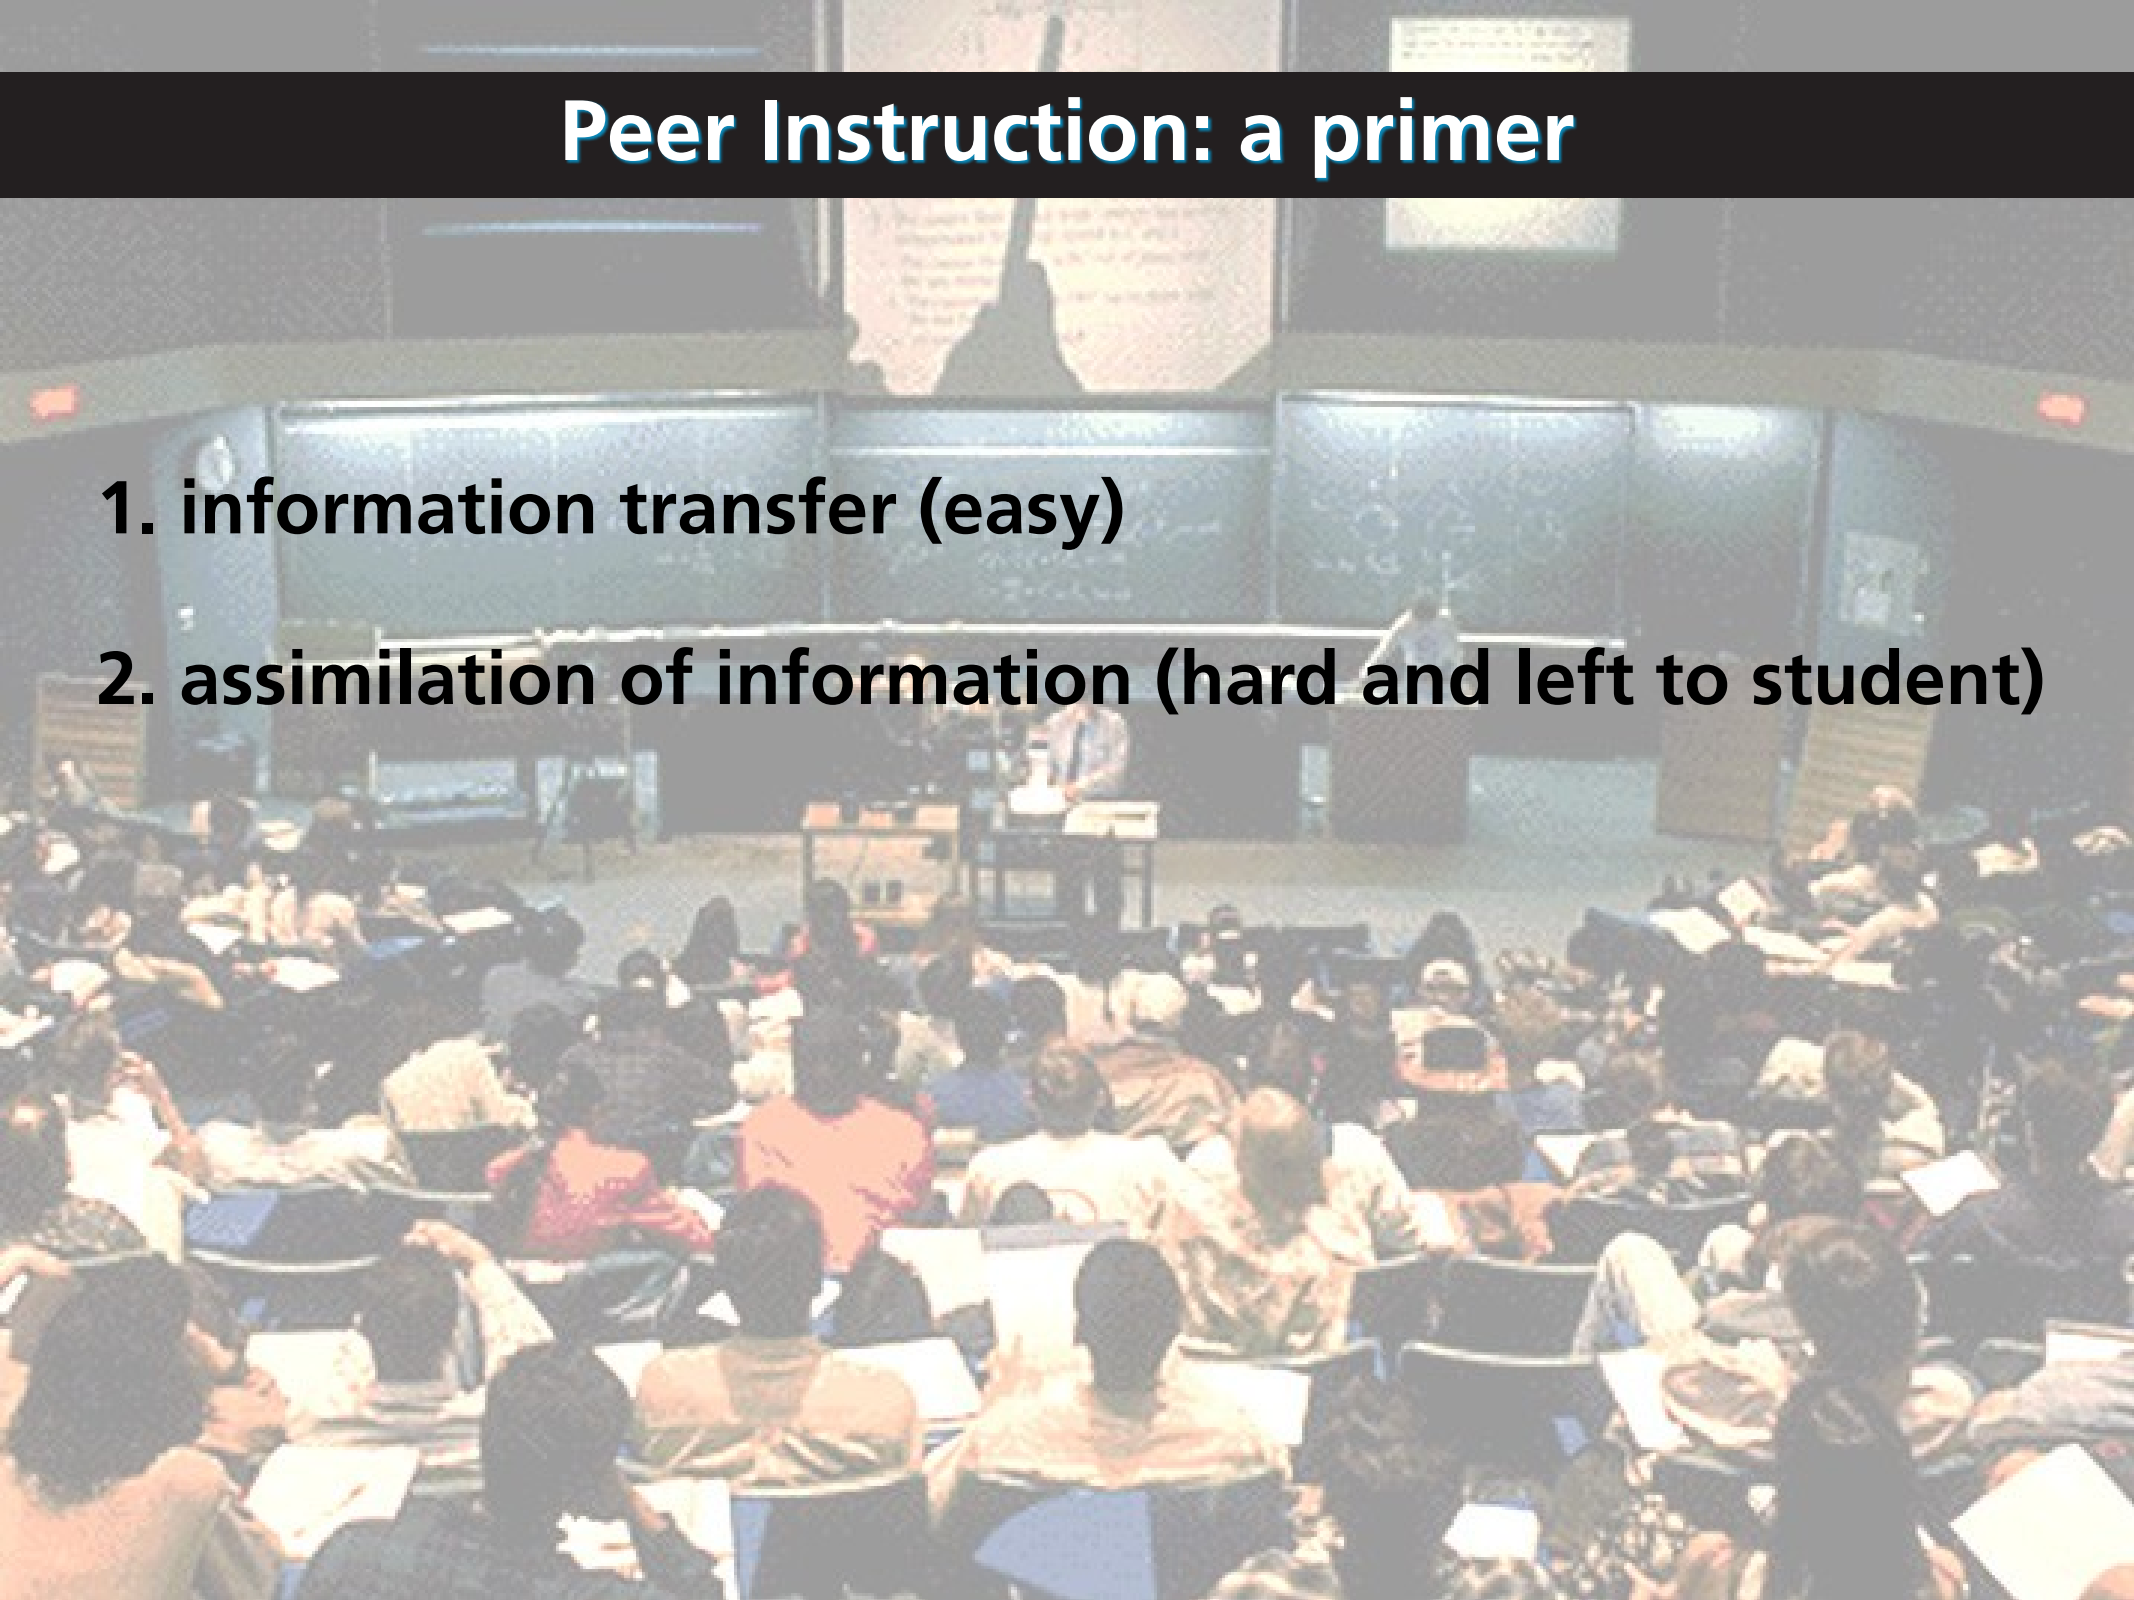 Peer Instruction: a primer
1. information transfer (easy)
2. assimilation of information (hard and left to student)